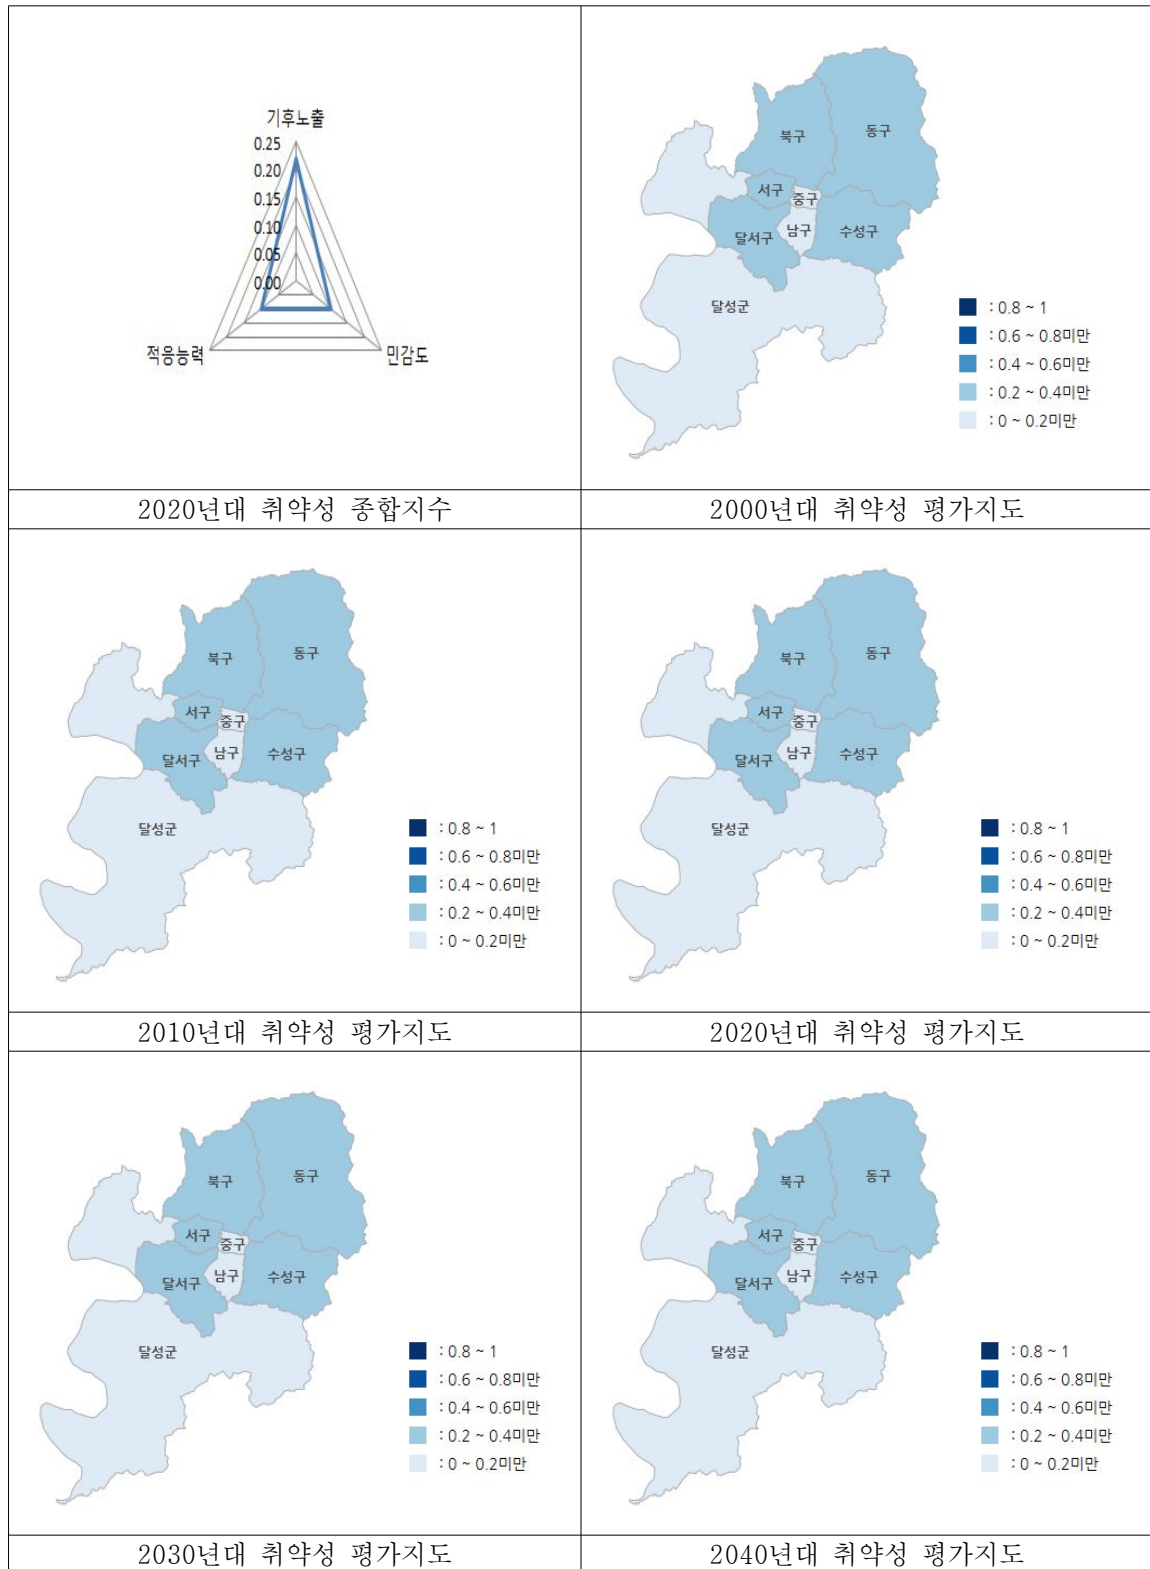 기후노출
0.25
0.20
0.15
0.10
0.05
0.00
적응능력
민감도
북구
동구
서구
중구
달서구
남구
수성구
달성군
: 0.8 ~ 1
: 0.6 ~ 0.8미만
: 0.4 ~ 0.6미만
: 0.2 ~ 0.4미만
: 0 ~ 0.2미만
2020년대 취약성 종합지수
2000년대 취약성 평가지도
북구
동구
서구
중구
달서구
남구
수성구
달성군
: 0.8 ~ 1
: 0.6 ~ 0.8미만
: 0.4 ~ 0.6미만
: 0.2 ~ 0.4미만
: 0 ~ 0.2미만
북구
동구
서구
중구
달서구
남구
수성구
달성군
: 0.8 ~ 1
: 0.6 ~ 0.8미만
: 0.4 ~ 0.6미만
: 0.2 ~ 0.4미만
: 0 ~ 0.2미만
2010년대 취약성 평가지도
2020년대 취약성 평가지도
북구
동구
서구
중구
달서구
남구
수성구
달성군
: 0.8 ~ 1
: 0.6 ~ 0.8미만
: 0.4 ~ 0.6미만
: 0.2 ~ 0.4미만
: 0 ~ 0.2미만
북구
동구
서구
중구
달서구
남구
수성구
달성군
: 0.8 ~ 1
: 0.6 ~ 0.8미만
: 0.4 ~ 0.6미만
: 0.2 ~ 0.4미만
: 0 ~ 0.2미만
2030년대 취약성 평가지도
2040년대 취약성 평가지도